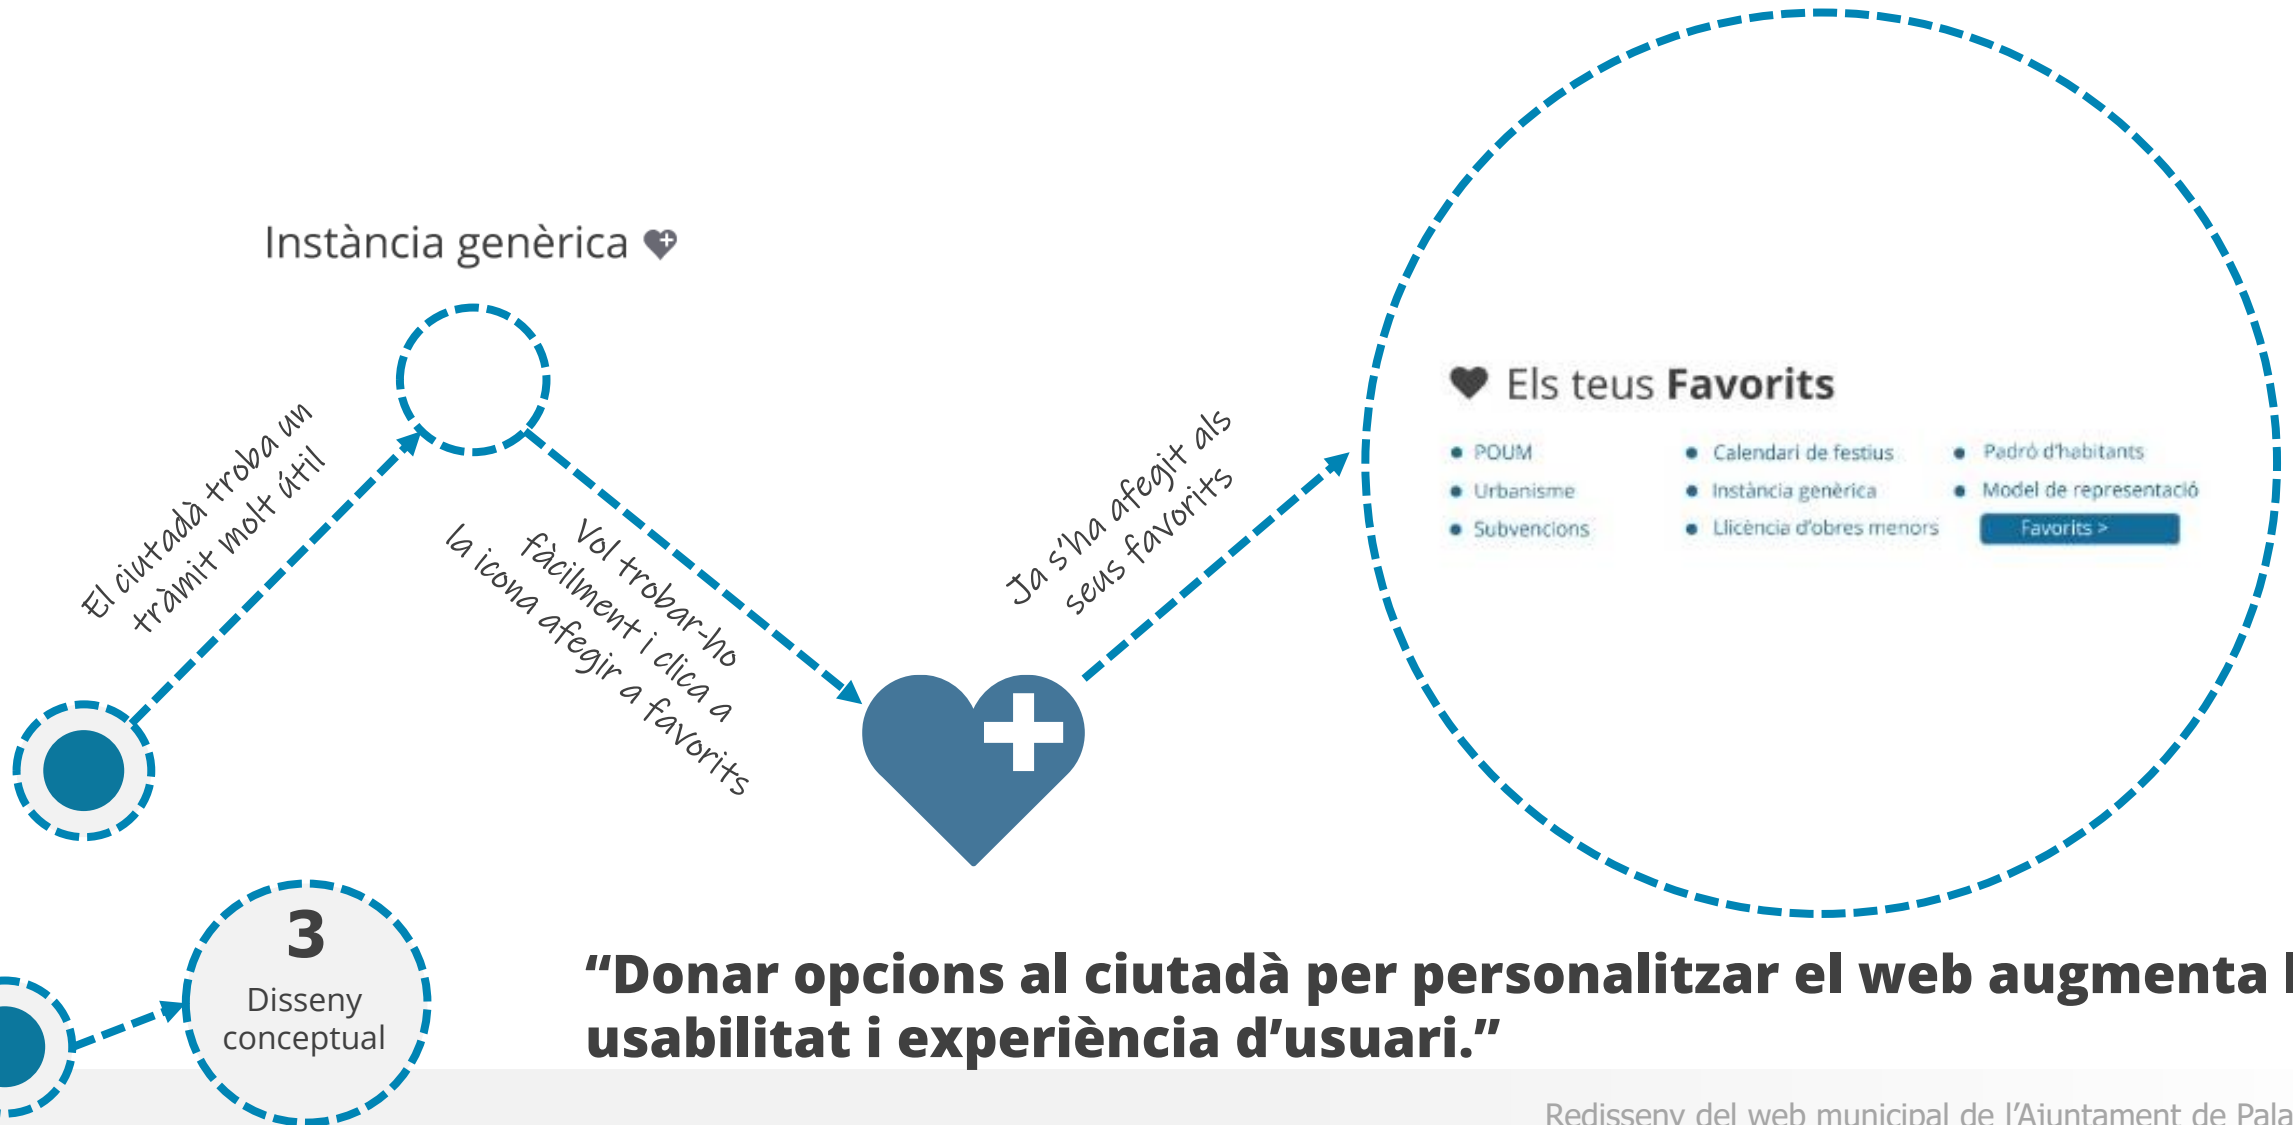 Instància genèrica
El ciutadà troba un
tràmit molt útil
Vol trobar-ho
fàcilment i clica a
la icona afegir a favorits
Ja s'ha afegit als
seus favorits
Els teus Favorits
POUM
Urbanisme
Subvencions
Calendari de festius
Instància genèrica
Llicència d'obres menors
Padró d'habitants
Model de representació
Favorits >
3
Disseny
conceptual
“Donar opcions al ciutadà per personalitzar el web augmenta
usabilitat i experiència d’usuari.”
Redisseny del web municipal de l’Ajuntament de Pala